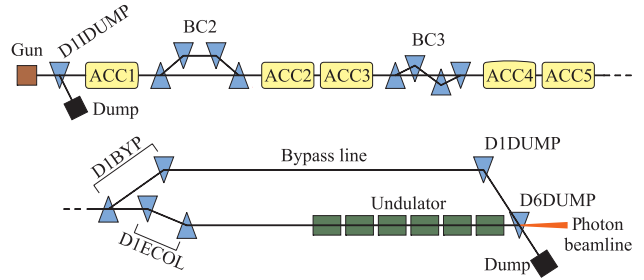 Gun
D1IDUMP
Dump
ACC1
BC2
ACC2
ACC3
BC3
ACC4
ACC5
D1BYP
D1ECOL
Bypass line
Undulator
D1DUMP
D6DUMP
Photon
beamline
Dump